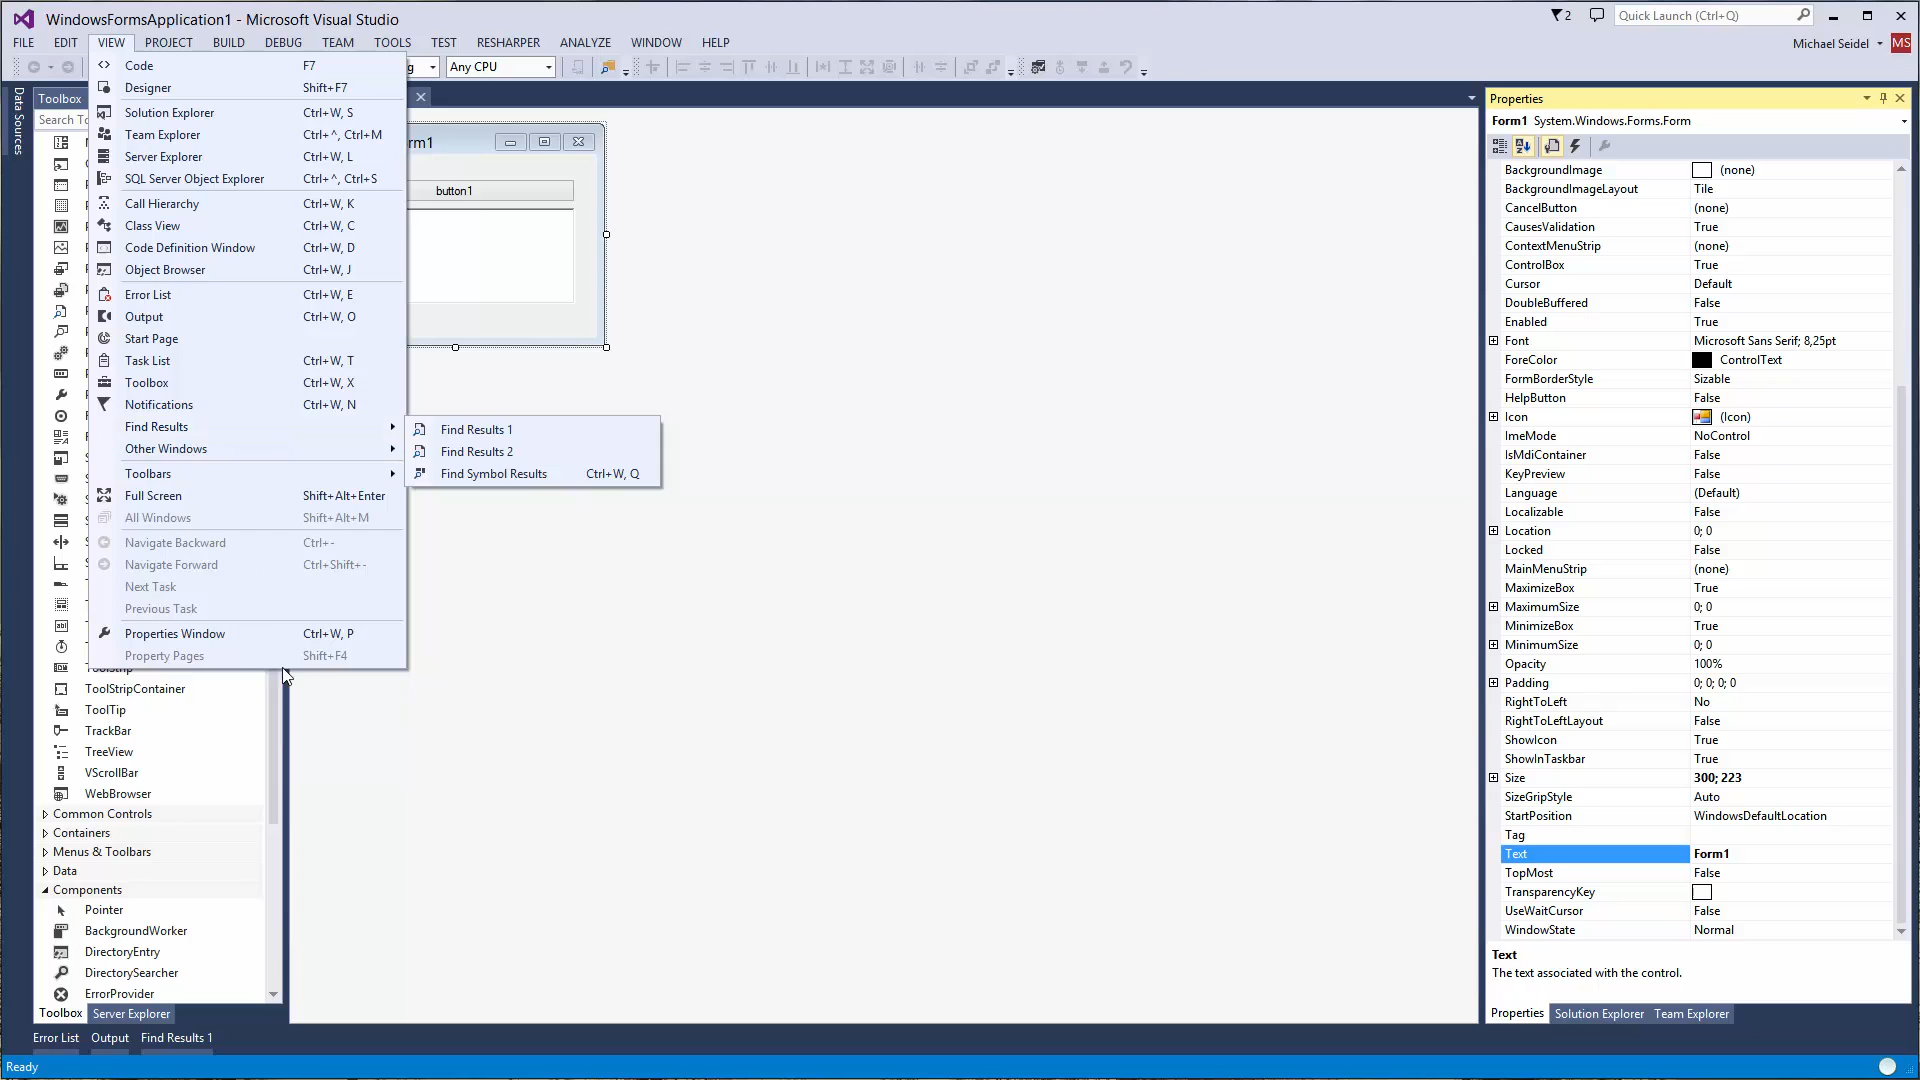 WindowsFormsApplication1 - Microsoft Visual Studio
2
Quick Launch (Ctrl+Q)
FILE EDIT VIEW PROJECT BUILD DEBUG TEAM TOOLS TEST RESHARPER ANALYZE WINDOW HELP
Michael Seidel MS
Any CPU
Data Sources
Toolbox
Code F7
Designer Shift+F7
Solution Explorer Ctrl+W, S
Team Explorer Ctrl+^, Ctrl+M
Server Explorer Ctrl+W, L
SQL Server Object Explorer Ctrl+^, Ctrl+S
Call Hierarchy Ctrl+W, K
Class View Ctrl+W, C
Code Definition Window Ctrl+W, D
Object Browser Ctrl+W, J
Error List Ctrl+W, E
Output Ctrl+W, O
Start Page
Task List Ctrl+W, T
Toolbox Ctrl+W, X
Notifications Ctrl+W, N
Find Results
Other Windows
Toolbars
Full Screen Shift+Alt+Enter
All Windows Shift+Alt+M
Navigate Backward Ctrl+-
Navigate Forward Ctrl+Shift+-
Next Task
Previous Task
Properties Window Ctrl+W, P
Property Pages Shift+F4
Find Results 1
Find Results 2
Find Symbol Results Ctrl+W, Q
rm1
button1
ToolStripContainer
ToolTip
TrackBar
TreeView
VScrollBar
WebBrowser
Common Controls
Containers
Menus & Toolbars
Data
Components
Pointer
BackgroundWorker
DirectoryEntry
DirectorySearcher
ErrorProvider
Toolbox Server Explorer
Error List Output Find Results 1
Ready
Properties
Form1 System.Windows.Forms.Form
BackgroundImage (none)
BackgroundImageLayout Tile
CancelButton (none)
CausesValidation True
ContextMenuStrip (none)
ControlBox True
Cursor Default
DoubleBuffered False
Enabled True
Font Microsoft Sans Serif; 8,25pt
ForeColor ControlText
FormBorderStyle Sizable
HelpButton False
Icon (Icon)
ImeMode NoControl
IsMdiContainer False
KeyPreview False
Language (Default)
Localizable False
Location 0; 0
Locked False
MainMenuStrip (none)
MaximizeBox True
MaximumSize 0; 0
MinimizeBox True
MinimumSize 0; 0
Opacity 100%
Padding 0; 0; 0; 0
RightToLeft No
RightToLeftLayout False
ShowIcon True
ShowInTaskbar True
Size 300; 223
SizeGripStyle Auto
StartPosition WindowsDefaultLocation
Tag
Text Form1
TopMost False
TransparencyKey
UseWaitCursor False
WindowState Normal
Text
The text associated with the control.
Properties Solution Explorer Team Explorer